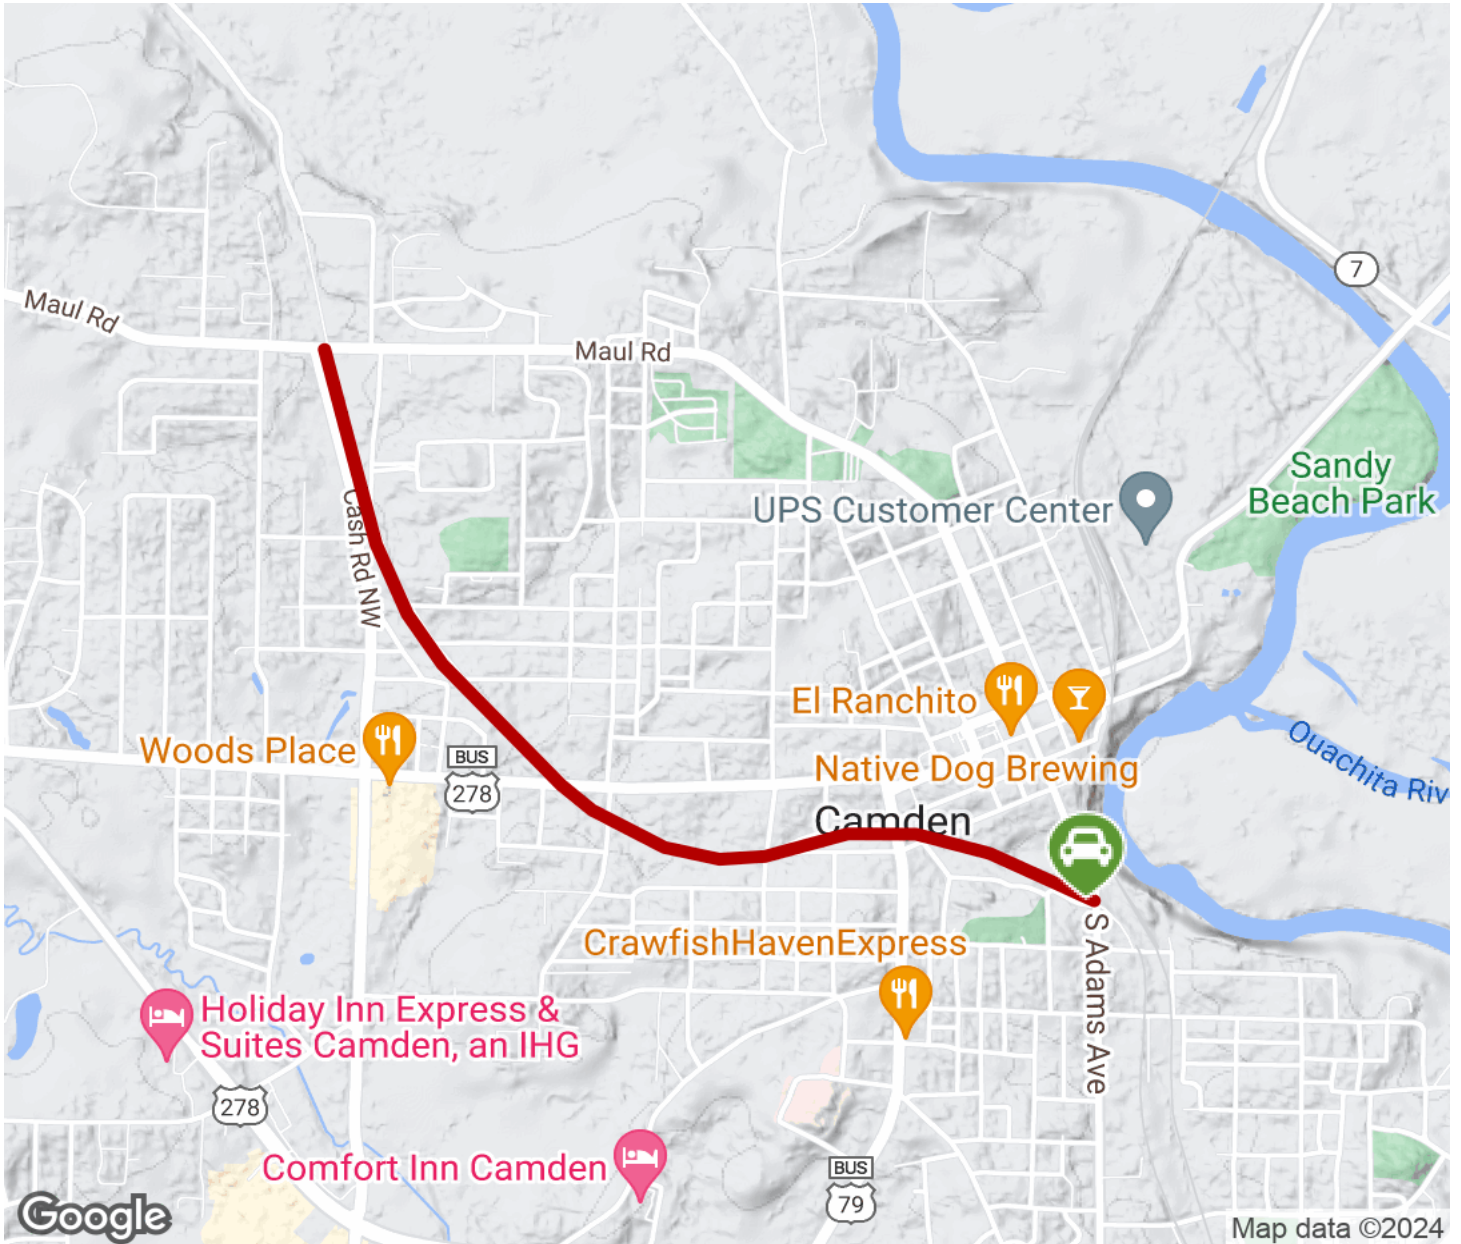 7
Maul Rd
Maul Rd
Sandy
Beach Park
UPS Customer Center
Cash Rd NW
El Ranchito
Woods Place
BUS
278
Native Dog Brewing
Ouachita Riv
Camden
CrawfishHavenExpress
S Adams Ave
Holiday Inn Express &
Suites Camden, an IHG
278
Comfort Inn Camden
BUS
79
Google
Map data ©2024